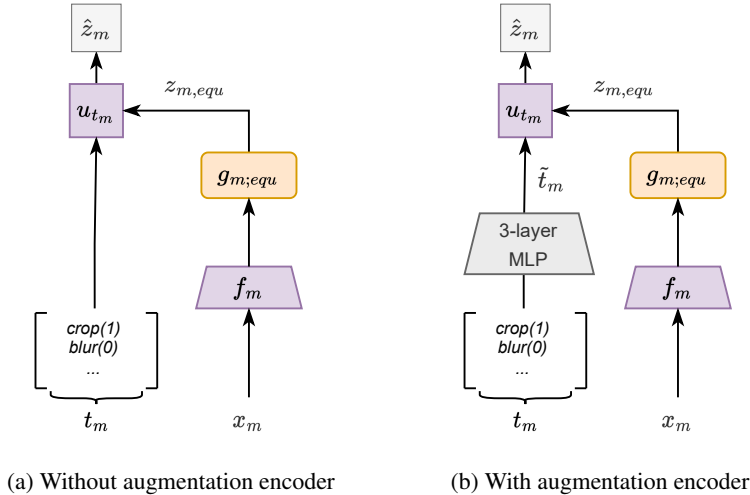 ẑ_m
z_{m,equ}
u_{t_m}
g_{m;equ}
f_m
crop(1)
blur(0)
...
t_m
x_m
(a) Without augmentation encoder
ẑ_m
z_{m,equ}
u_{t_m}
g_{m;equ}
t̃_m
3-layer
MLP
f_m
crop(1)
blur(0)
...
t_m
x_m
(b) With augmentation encoder